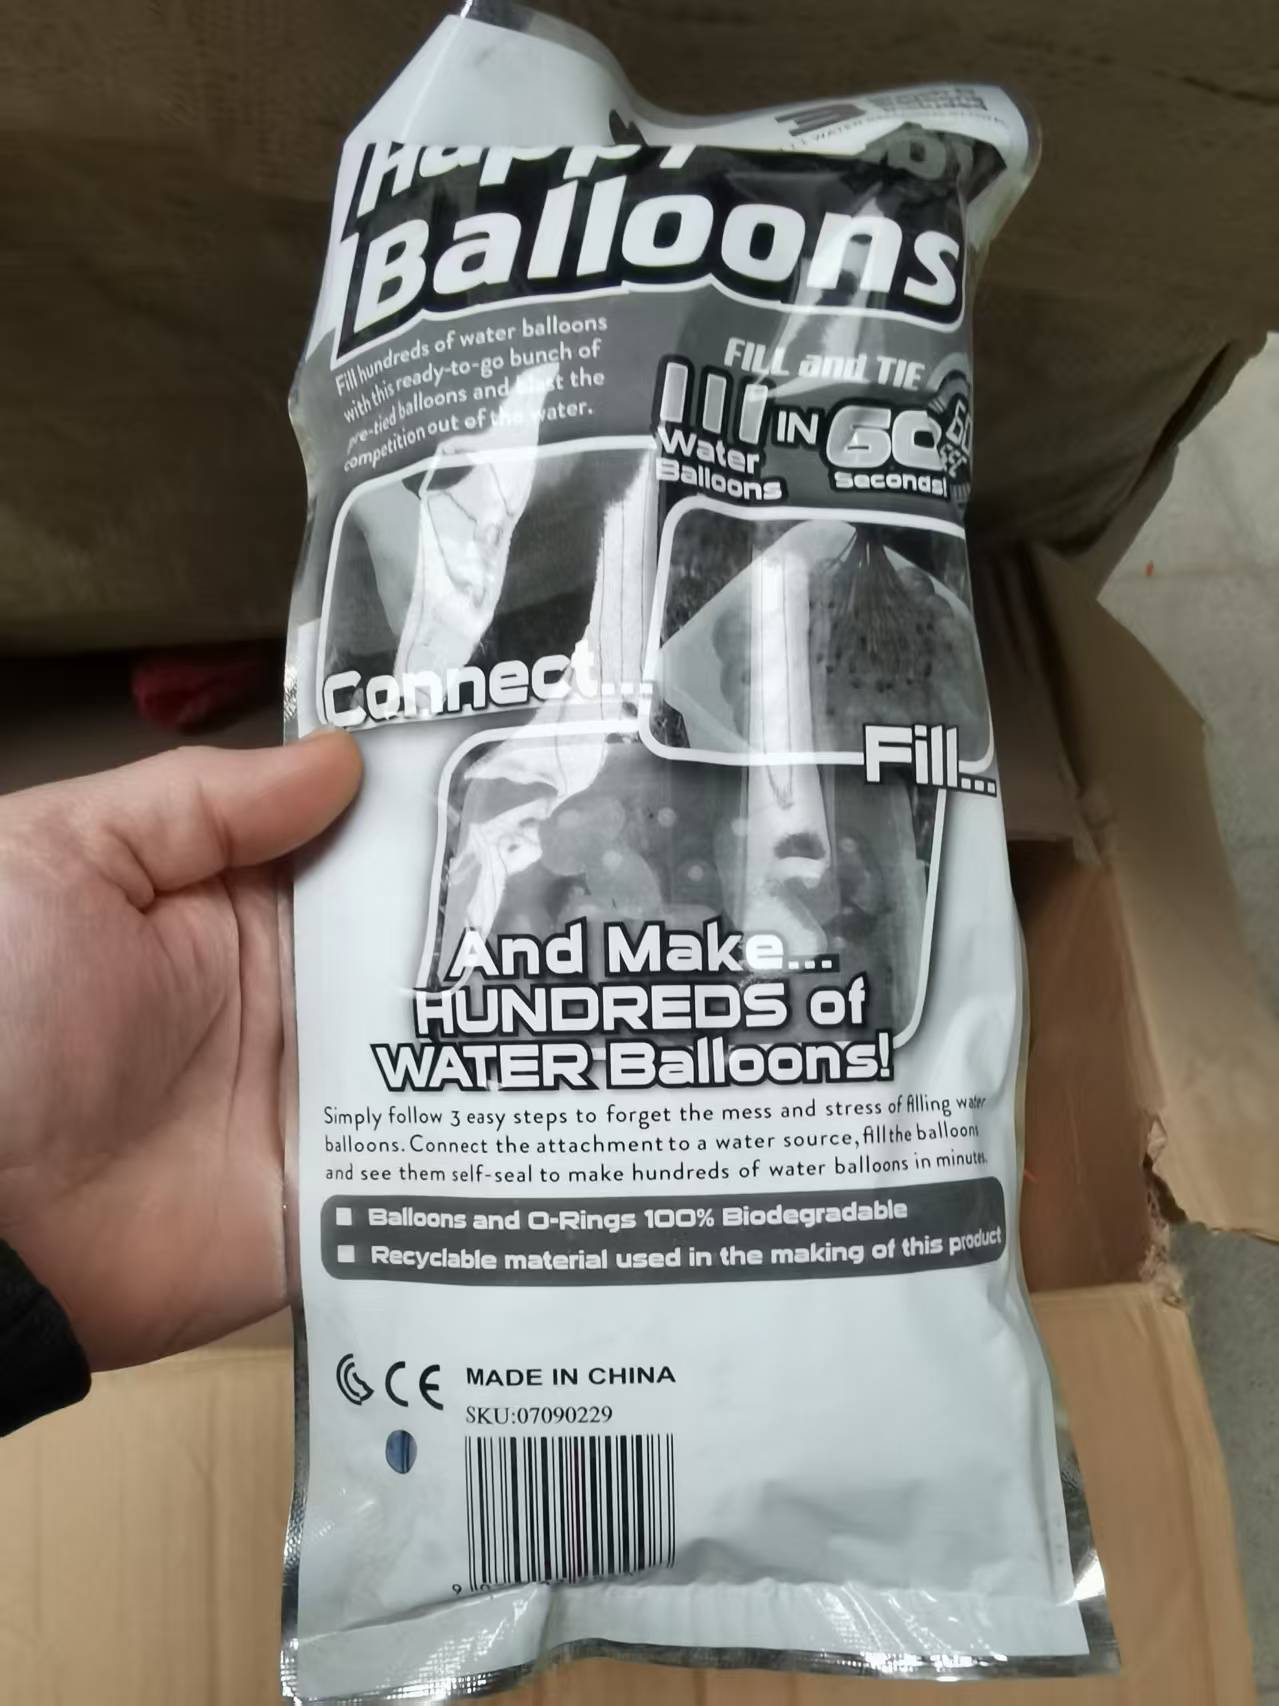 Happy
Balloons
Fill hundreds of water balloons
with this ready-to-go bunch of
pre-tied balloons and blast the
competition out of the water.
FILL and TIE
111 IN 60
Water
Balloons
Seconds!
Connect...
Fill...
And Make...
HUNDREDS of
WATER Balloons!
Simply follow 3 easy steps to forget the mess and stress of filling water
balloons. Connect the attachment to a water source, fill the balloons
and see them self-seal to make hundreds of water balloons in minutes.
Balloons and O-Rings 100% Biodegradable
Recyclable material used in the making of this product
CE MADE IN CHINA
SKU:07090229